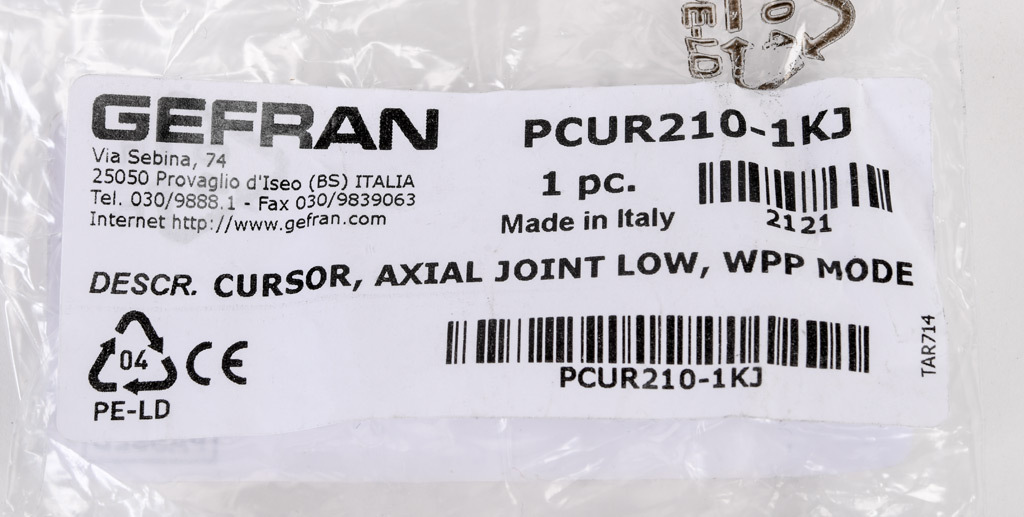 GEFRAN
Via Sebina, 74
25050 Provaglio d'Iseo (BS) ITALIA
Tel. 030/9888.1 - Fax 030/9839063
Internet http://www.gefran.com
PCUR210-1KJ
1 pc.
Made in Italy
2121
DESCR. CURSOR, AXIAL JOINT LOW, WPP MODE
04
CE
PE-LD
PCUR210-1KJ
TAR714
PE-LD